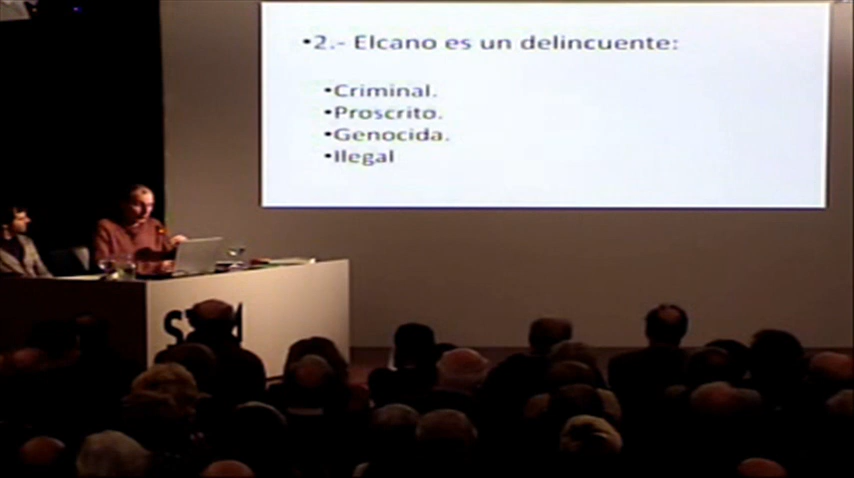 •2.- Elcano es un delincuente:
•Criminal.
•Proscrito.
•Genocida.
•Ilegal